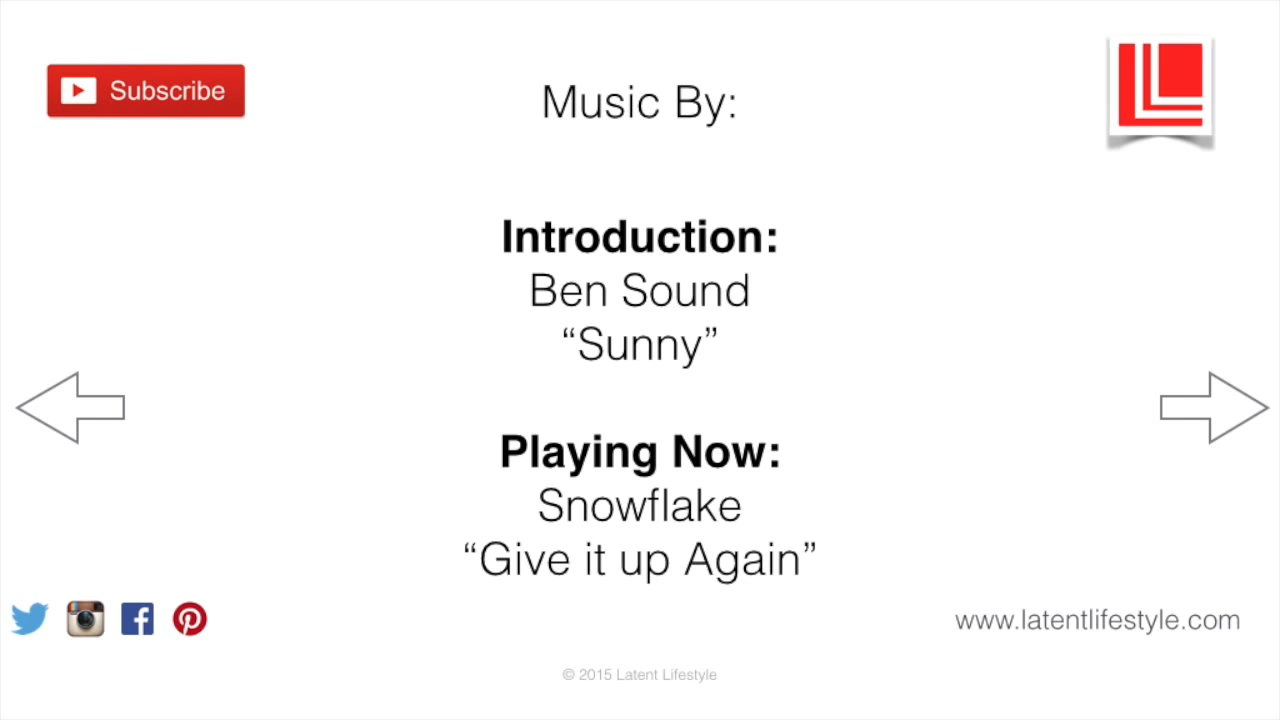 Subscribe
Music By:
Introduction:
Ben Sound
“Sunny”
Playing Now:
Snowflake
“Give it up Again”
www.latentlifestyle.com
© 2015 Latent Lifestyle